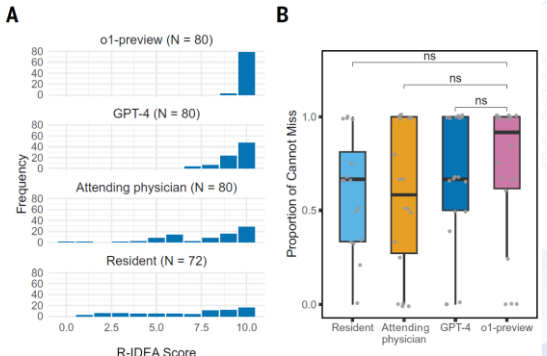 A
o1-preview (N = 80)
80
60
40
20
0
GPT-4 (N = 80)
80
60
40
20
0
Attending physician (N = 80)
80
60
40
20
0
Resident (N = 72)
80
60
40
20
0
0.0 2.5 5.0 7.5 10.0
R-IDEA Score
Frequency
B
ns
ns
ns
1.0
0.5
0.0
Proportion of Cannot Miss
Resident Attending physician GPT-4 o1-preview